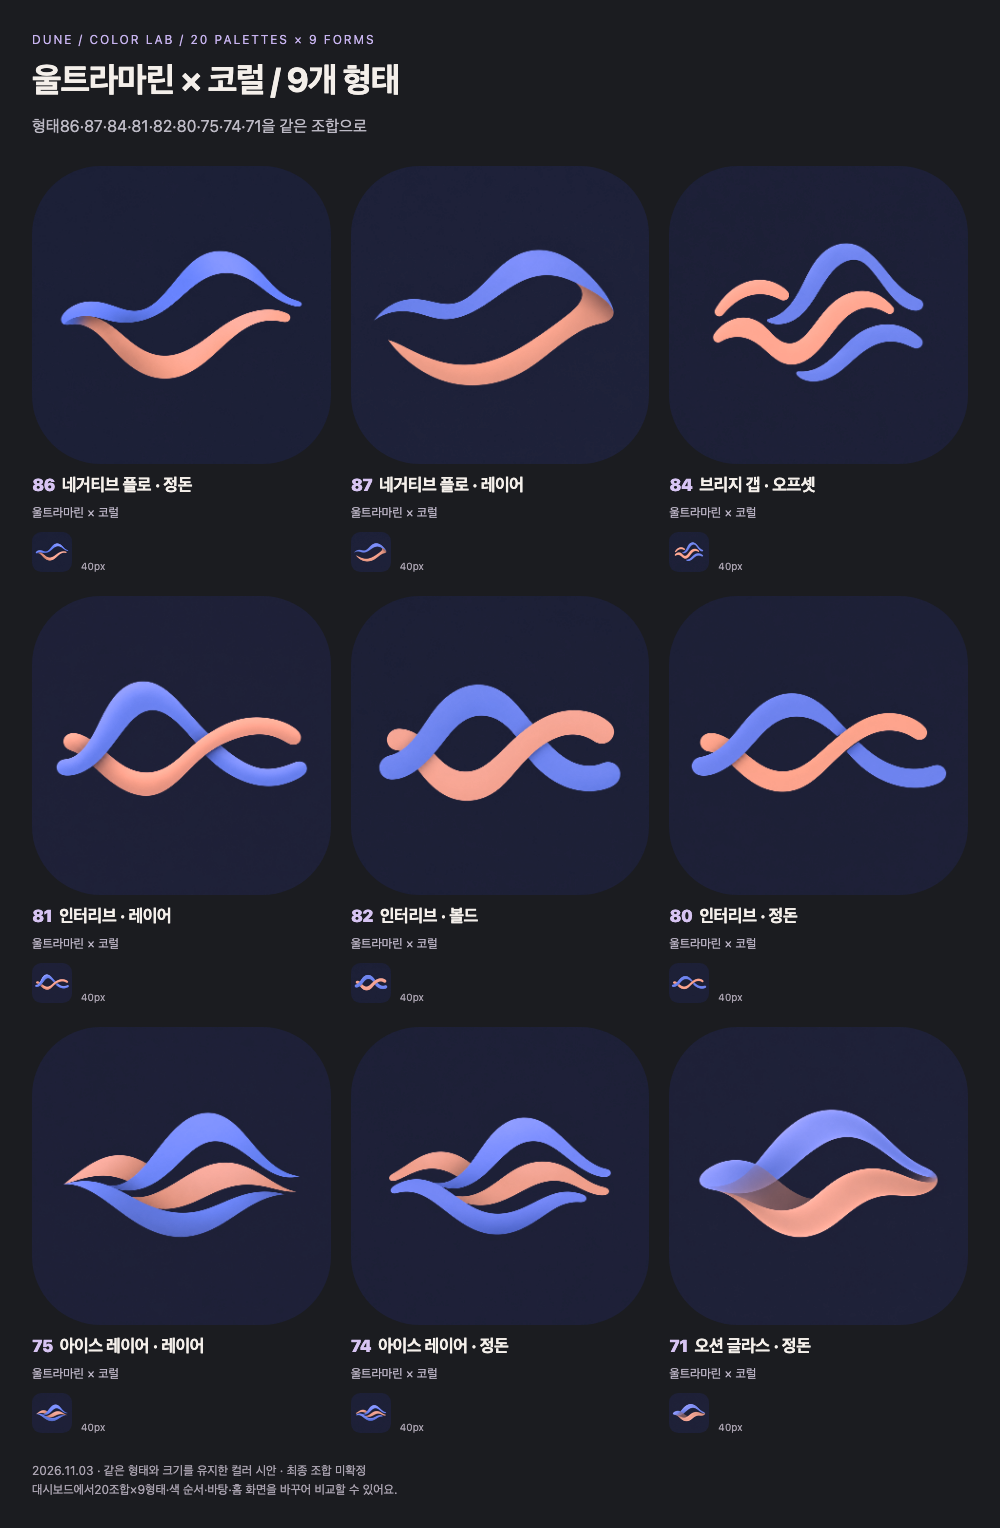 DUNE / COLOR LAB / 20 PALETTES × 9 FORMS
울트라마린 × 코럴 / 9개 형태
형태86·87·84·81·82·80·75·74·71을 같은 조합으로
86 네거티브 플로 · 정돈
울트라마린 × 코럴
40px
87 네거티브 플로 · 레이어
울트라마린 × 코럴
40px
84 브리지 갭 · 오프셋
울트라마린 × 코럴
40px
81 인터리브 · 레이어
울트라마린 × 코럴
40px
82 인터리브 · 볼드
울트라마린 × 코럴
40px
80 인터리브 · 정돈
울트라마린 × 코럴
40px
75 아이스 레이어 · 레이어
울트라마린 × 코럴
40px
74 아이스 레이어 · 정돈
울트라마린 × 코럴
40px
71 오션 글라스 · 정돈
울트라마린 × 코럴
40px
2026.11.03 · 같은 형태와 크기를 유지한 컬러 시안 · 최종 조합 미확정
대시보드에서20조합×9형태·색 순서·바탕·홈 화면을 바꾸어 비교할 수 있어요.